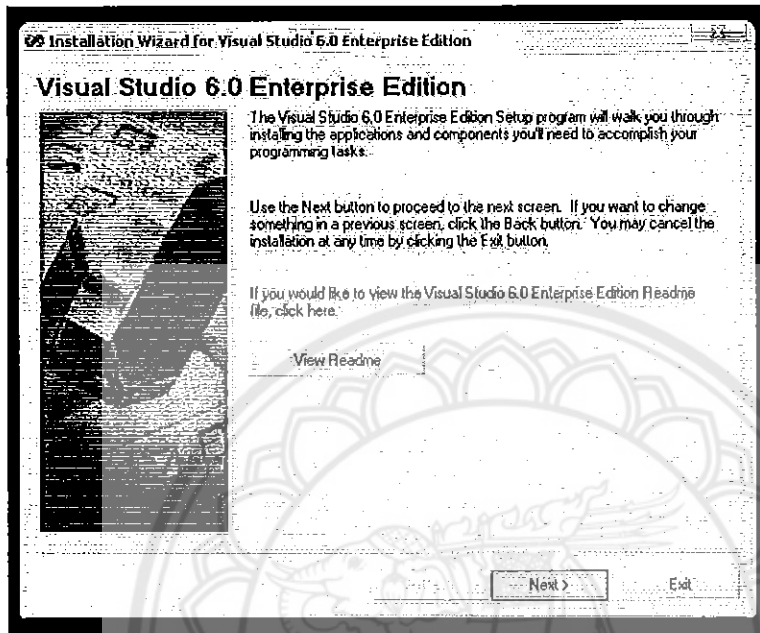 Installation Wizard for Visual Studio 6.0 Enterprise Edition
Visual Studio 6.0 Enterprise Edition
The Visual Studio 6.0 Enterprise Edition Setup program will walk you through
installing the applications and components you'll need to accomplish your
programming tasks.
Use the Next button to proceed to the next screen. If you want to change
something in a previous screen, click the Back button. You may cancel the
installation at any time by clicking the Exit button.
If you would like to view the Visual Studio 6.0 Enterprise Edition Readme
file, click here.
View Readme
Next >
Exit